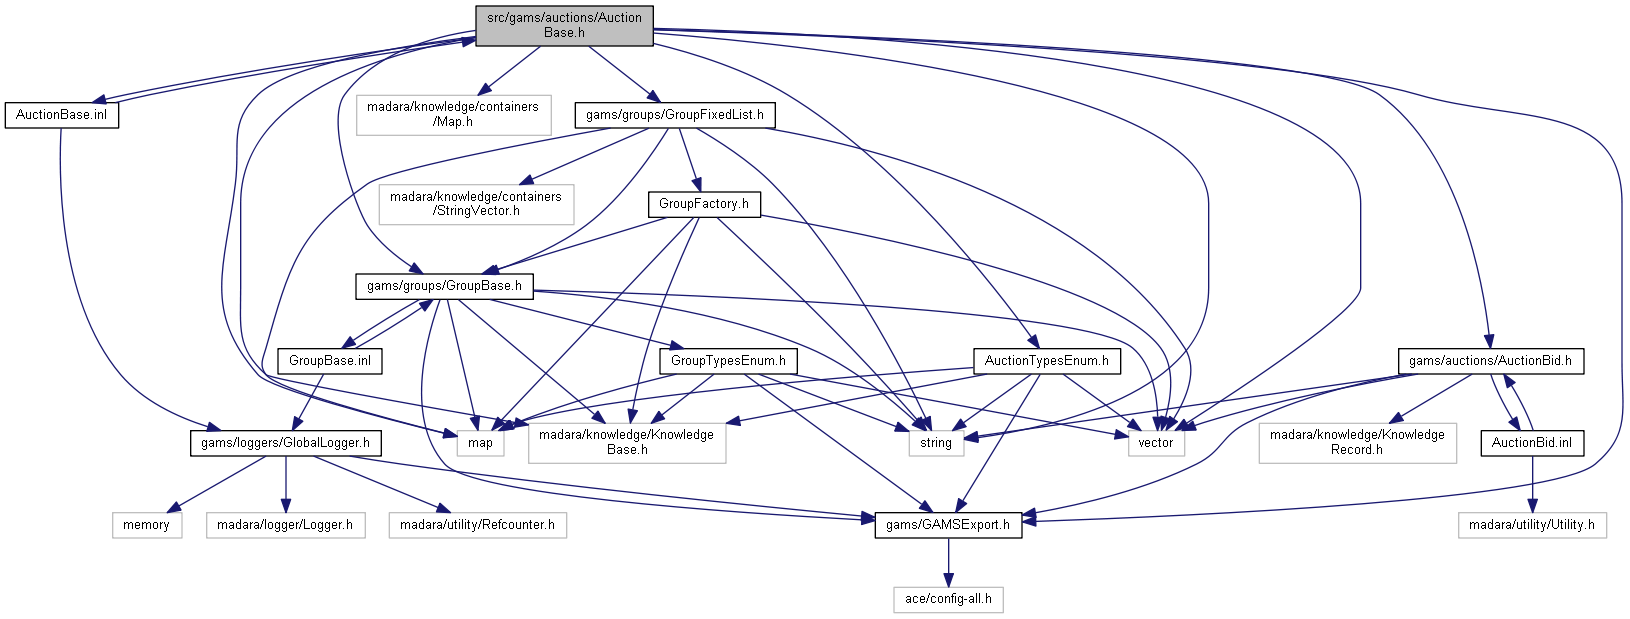 src/gams/auctions/Auction
Base.h
AuctionBase.inl
madara/knowledge/containers
/Map.h
gams/groups/GroupFixedList.h
madara/knowledge/containers
/StringVector.h
GroupFactory.h
gams/groups/GroupBase.h
GroupBase.inl
GroupTypesEnum.h
AuctionTypesEnum.h
gams/auctions/AuctionBid.h
gams/loggers/GlobalLogger.h
map
madara/knowledge/Knowledge
Base.h
string
vector
madara/knowledge/Knowledge
Record.h
AuctionBid.inl
memory
madara/logger/Logger.h
madara/utility/Refcounter.h
gams/GAMSExport.h
madara/utility/Utility.h
ace/config-all.h